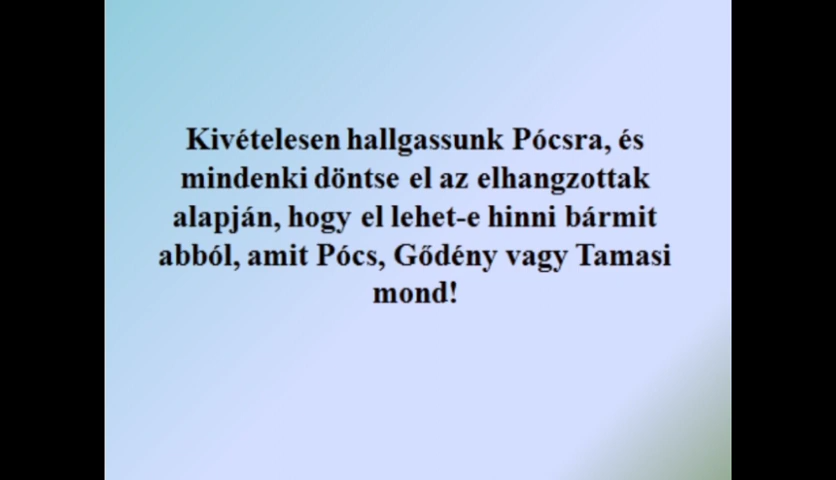 Kivételesen hallgassunk Pócsra, és
mindenki döntse el az elhangzottak
alapján, hogy el lehet-e hinni bármit
abból, amit Pócs, Gődény vagy Tamasi
mond!